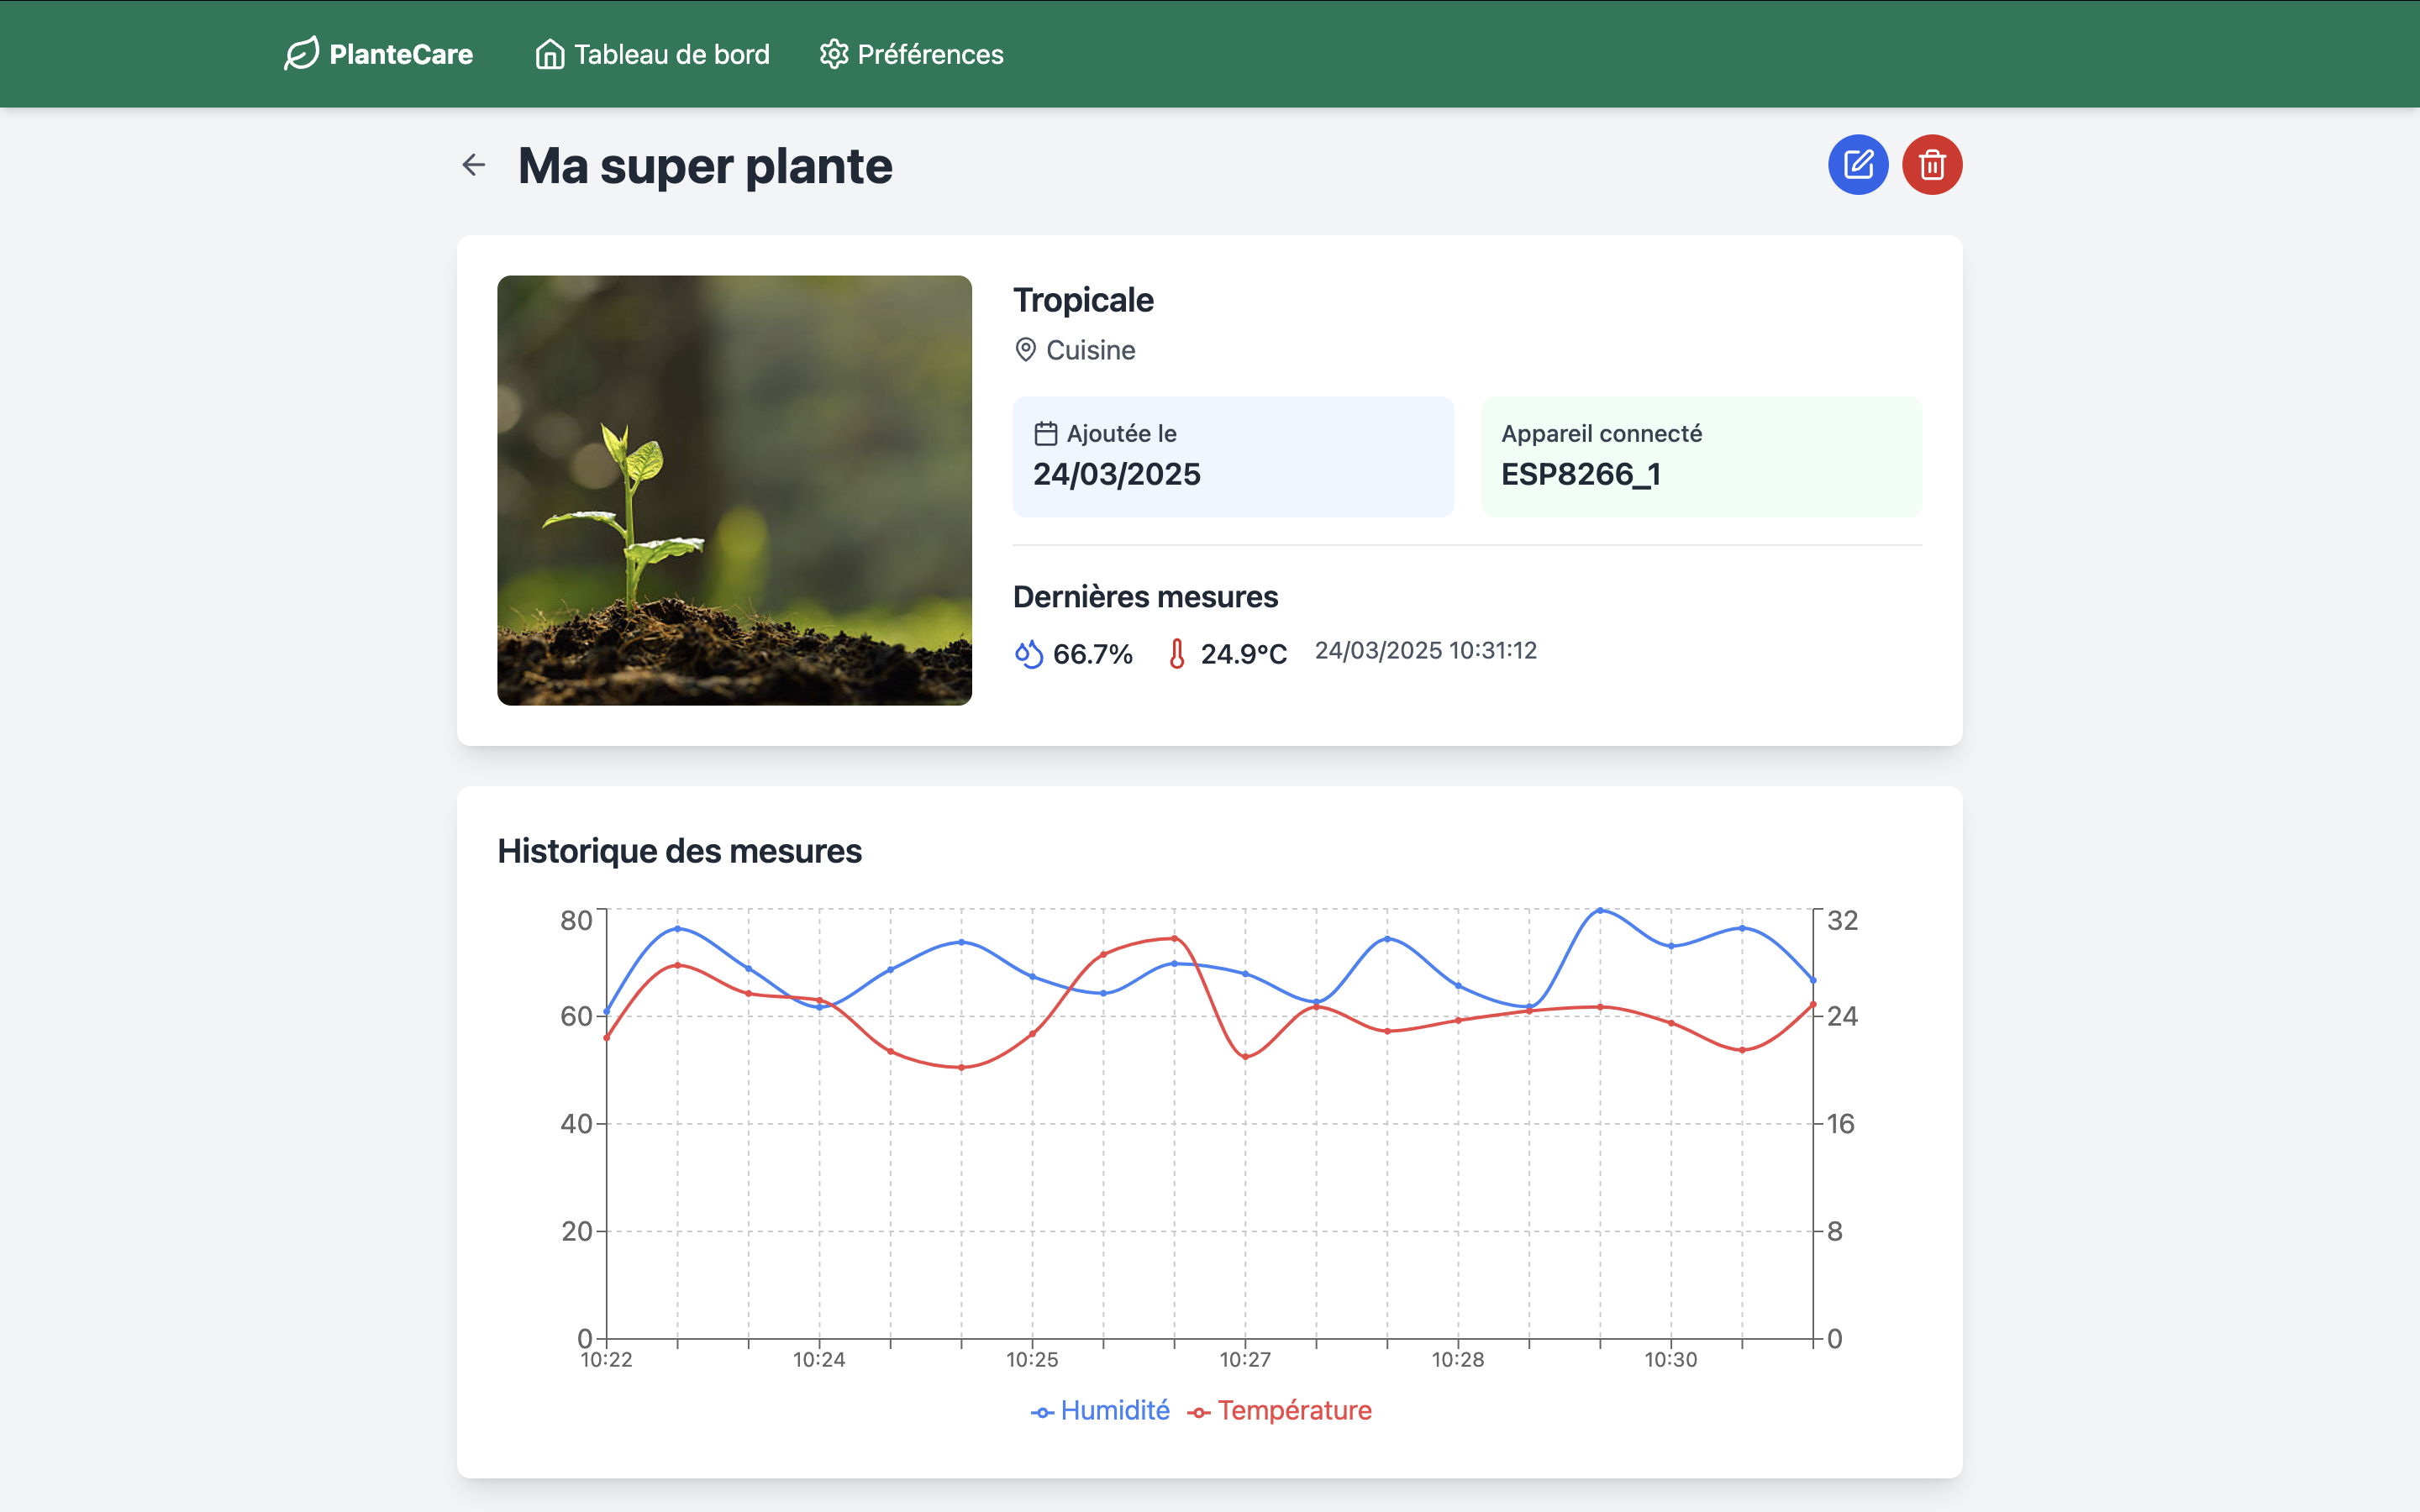 PlanteCare
Tableau de bord
Préférences
Ma super plante
Tropicale
Cuisine
Ajoutée le
24/03/2025
Appareil connecté
ESP8266_1
Dernières mesures
66.7%
24.9°C
24/03/2025 10:31:12
Historique des mesures
80
60
40
20
0
32
24
16
8
0
10:22
10:24
10:25
10:27
10:28
10:30
Humidité
Température